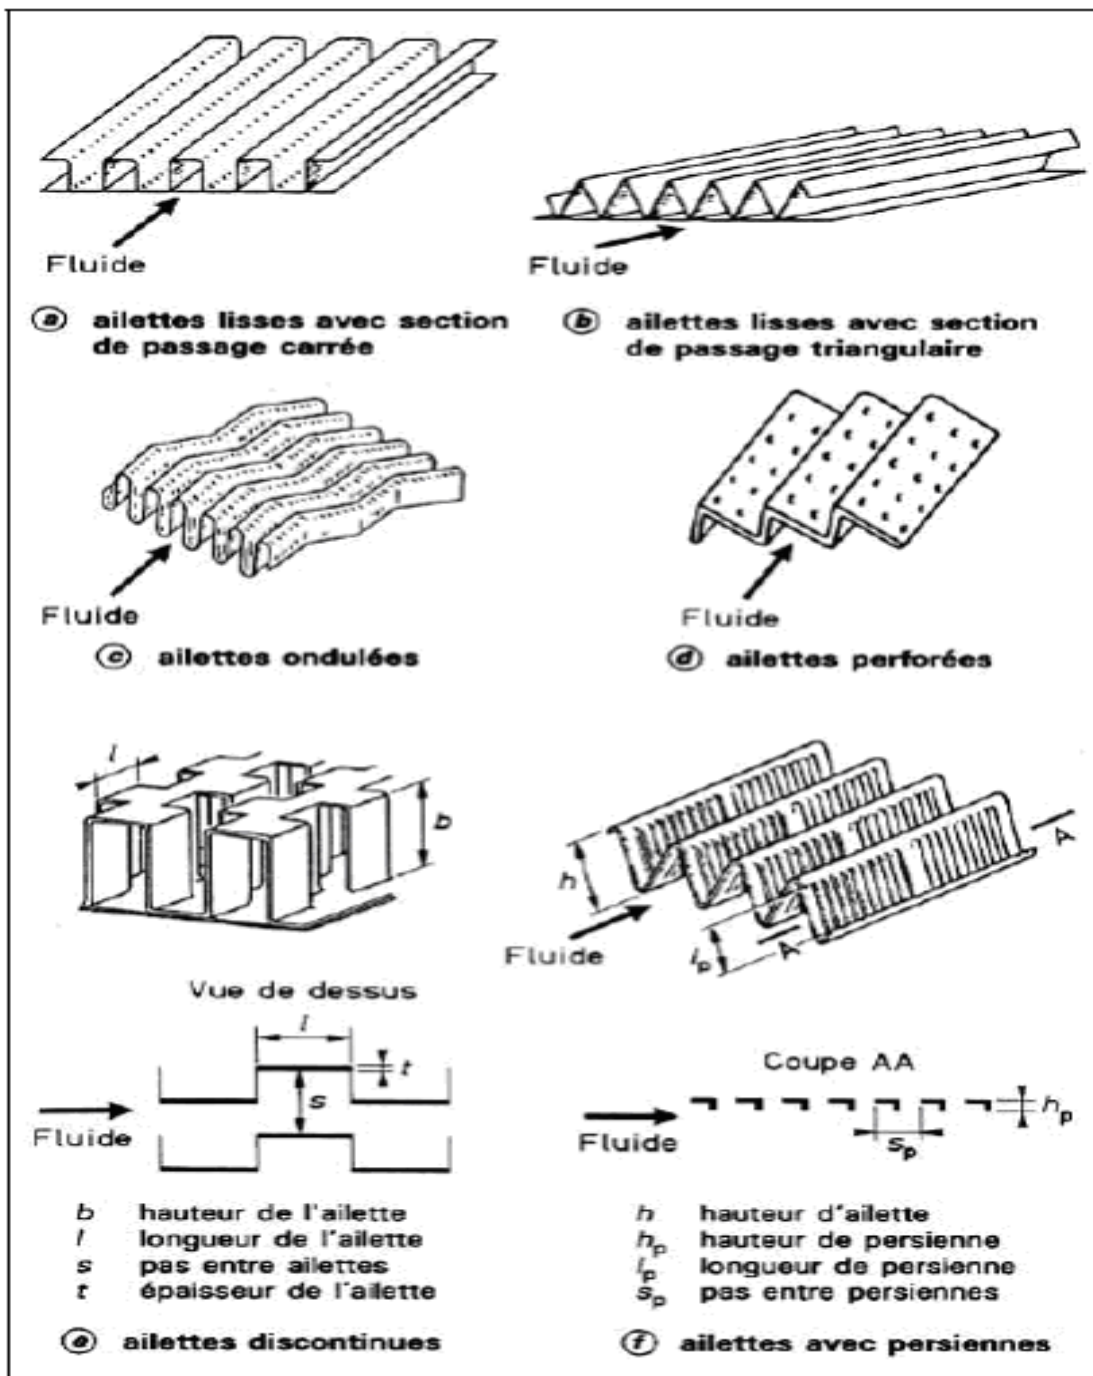 Fluide
Fluide
ⓐ ailettes lisses avec section
de passage carrée
ⓑ ailettes lisses avec section
de passage triangulaire
Fluide
ⓒ ailettes ondulées
Fluide
ⓓ ailettes perforées
l
b
Vue de dessus
l
t
s
Fluide
b hauteur de l'ailette
l longueur de l'ailette
s pas entre ailettes
t épaisseur de l'ailette
ⓔ ailettes discontinues
h
A
A
lp
Fluide
Coupe AA
hp
sp
Fluide
h hauteur d'ailette
hp hauteur de persienne
lp longueur de persienne
sp pas entre persiennes
ⓕ ailettes avec persiennes